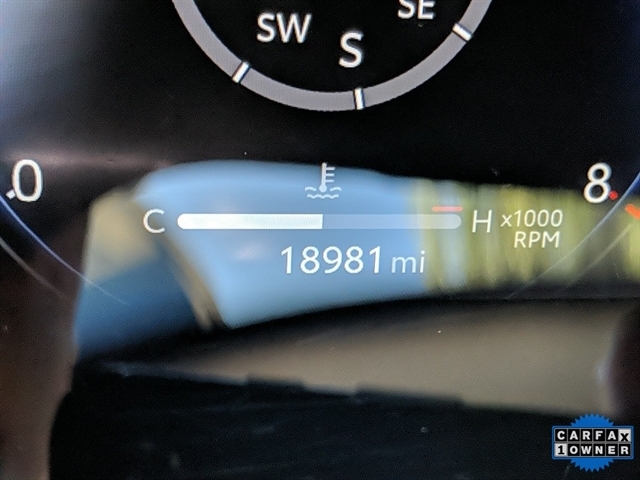 SW S SE
0 8
C H x1000
RPM
18981 mi
CARFAX
1 OWNER